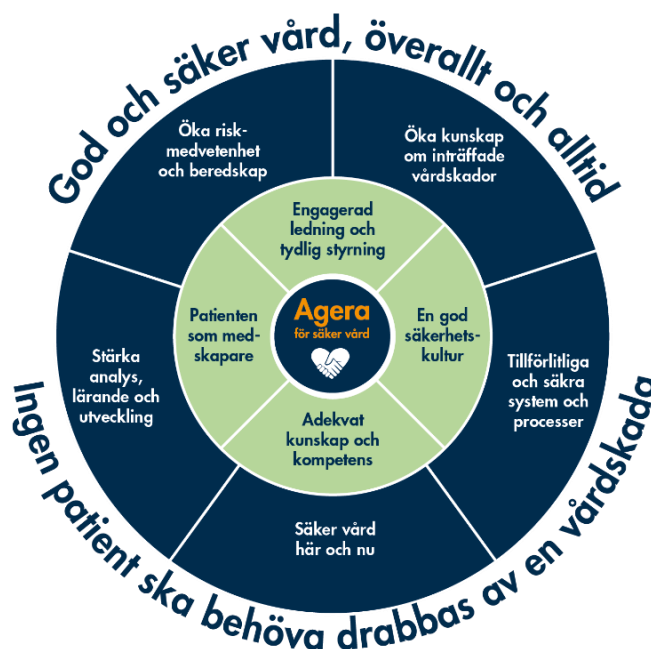 God och säker vård, överallt och alltid
Öka risk-
medvetenhet
och beredskap
Öka kunskap
om inträffade
vårdskador
Engagerad
ledning och
tydlig styrning
Patienten
som med-
skapare
Agera
för säker vård
En god
säkerhets-
kultur
Stärka
analys,
lärande och
utveckling
Tillförlitliga
och säkra
system och
processer
Adekvat
kunskap och
kompetens
Säker vård
här och nu
Ingen patient ska behöva drabbas av en vårdskada